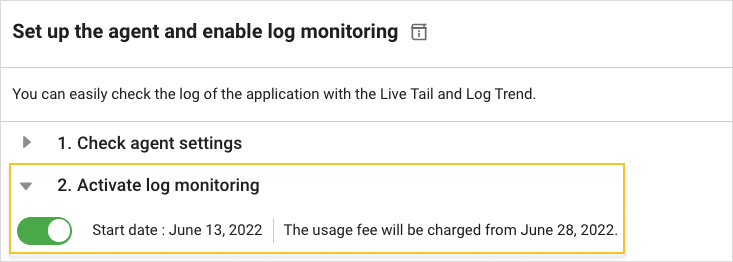 Set up the agent and enable log monitoring
You can easily check the log of the application with the Live Tail and Log Trend.
1. Check agent settings
2. Activate log monitoring
Start date : June 13, 2022 The usage fee will be charged from June 28, 2022.